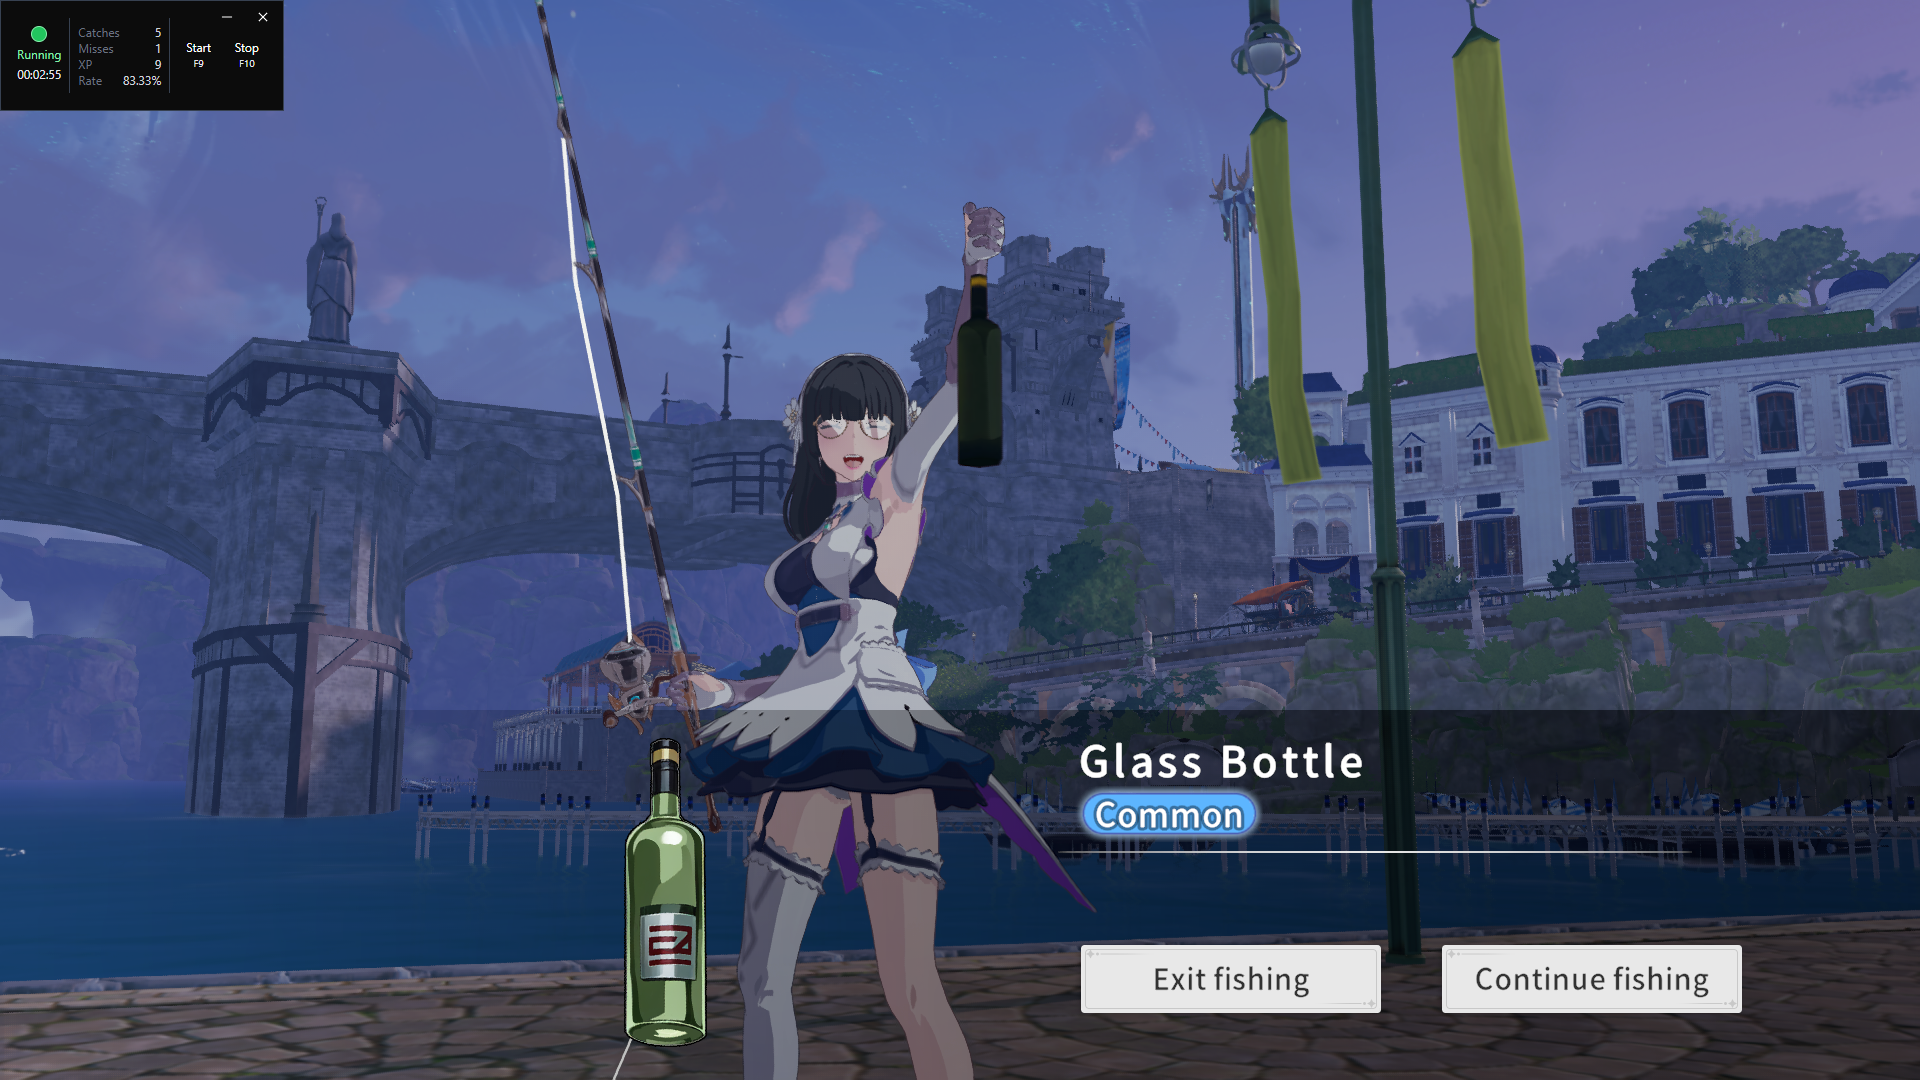 Running
00:02:55
Catches 5
Misses 1
XP 9
Rate 83.33%
Start
F9
Stop
F10
Glass Bottle
Common
Exit fishing
Continue fishing